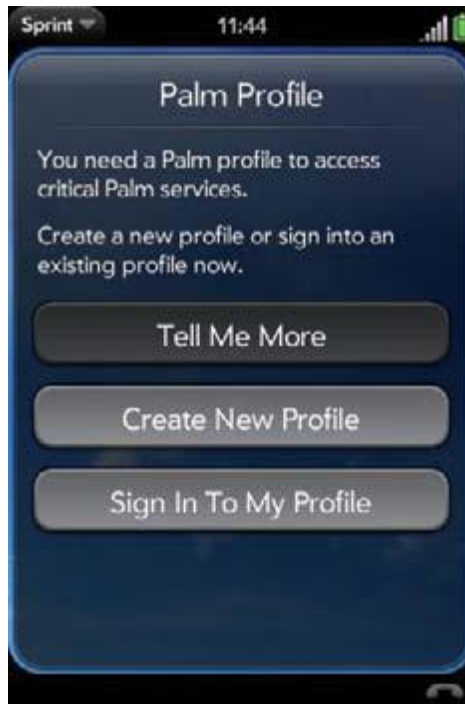 Sprint 11:44
Palm Profile
You need a Palm profile to access
critical Palm services.
Create a new profile or sign into an
existing profile now.
Tell Me More
Create New Profile
Sign In To My Profile